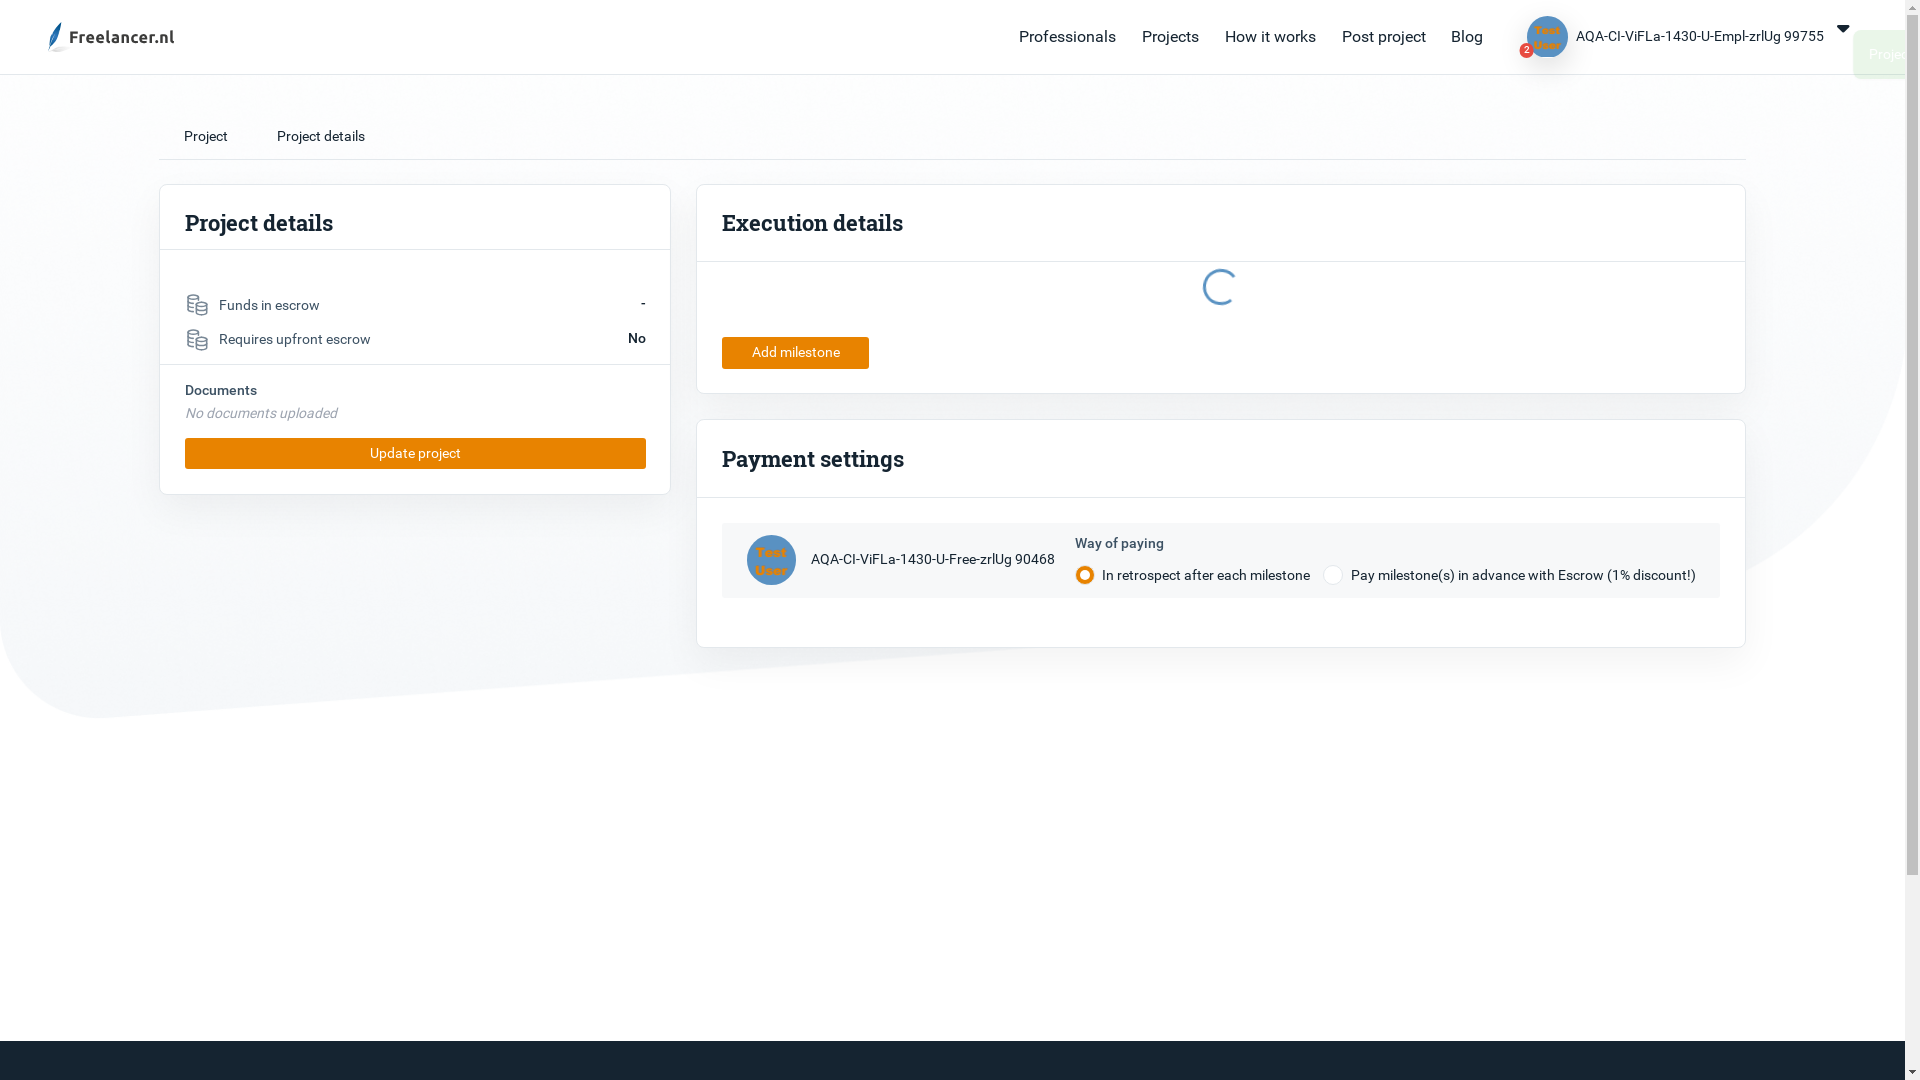 Freelancer.nl
Professionals
Projects
How it works
Post project
Blog
Test
User
2
AQA-CI-ViFLa-1430-U-Empl-zrlUg 99755
Project
Project details
Project details
Funds in escrow
-
Requires upfront escrow
No
Documents
No documents uploaded
Update project
Execution details
Add milestone
Payment settings
Test
User
AQA-CI-ViFLa-1430-U-Free-zrlUg 90468
Way of paying
In retrospect after each milestone
Pay milestone(s) in advance with Escrow (1% discount!)